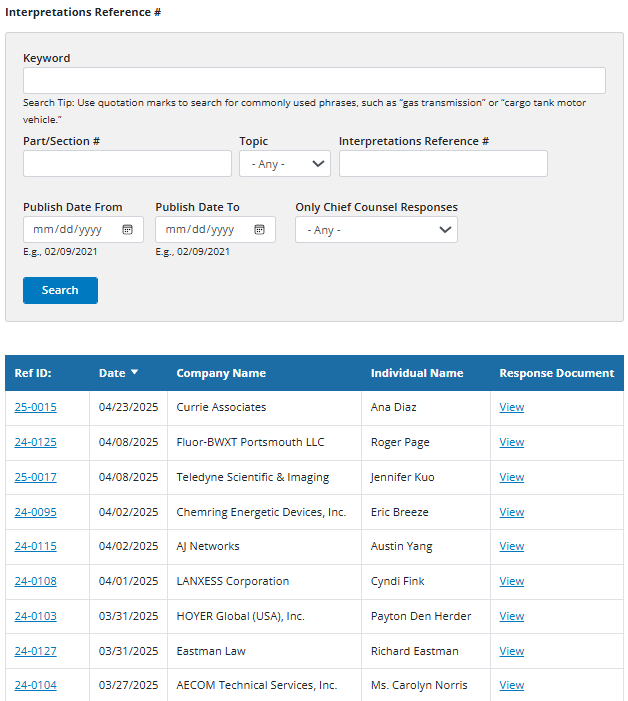 Interpretations Reference #
Keyword
Search Tip: Use quotation marks to search for commonly used phrases, such as “gas transmission” or “cargo tank motor
vehicle.”
Part/Section # Topic Interpretations Reference #
- Any -
Publish Date From Publish Date To Only Chief Counsel Responses
mm/dd/yyyy mm/dd/yyyy - Any -
E.g., 02/09/2021 E.g., 02/09/2021
Search
Ref ID: Date Company Name Individual Name Response Document
25-0015 04/23/2025 Currie Associates Ana Diaz View
24-0125 04/08/2025 Fluor-BWXT Portsmouth LLC Roger Page View
25-0017 04/08/2025 Teledyne Scientific & Imaging Jennifer Kuo View
24-0095 04/02/2025 Chemring Energetic Devices, Inc. Eric Breeze View
24-0115 04/02/2025 AJ Networks Austin Yang View
24-0108 04/01/2025 LANXESS Corporation Cyndi Fink View
24-0103 03/31/2025 HOYER Global (USA), Inc. Payton Den Herder View
24-0127 03/31/2025 Eastman Law Richard Eastman View
24-0104 03/27/2025 AECOM Technical Services, Inc. Ms. Carolyn Norris View